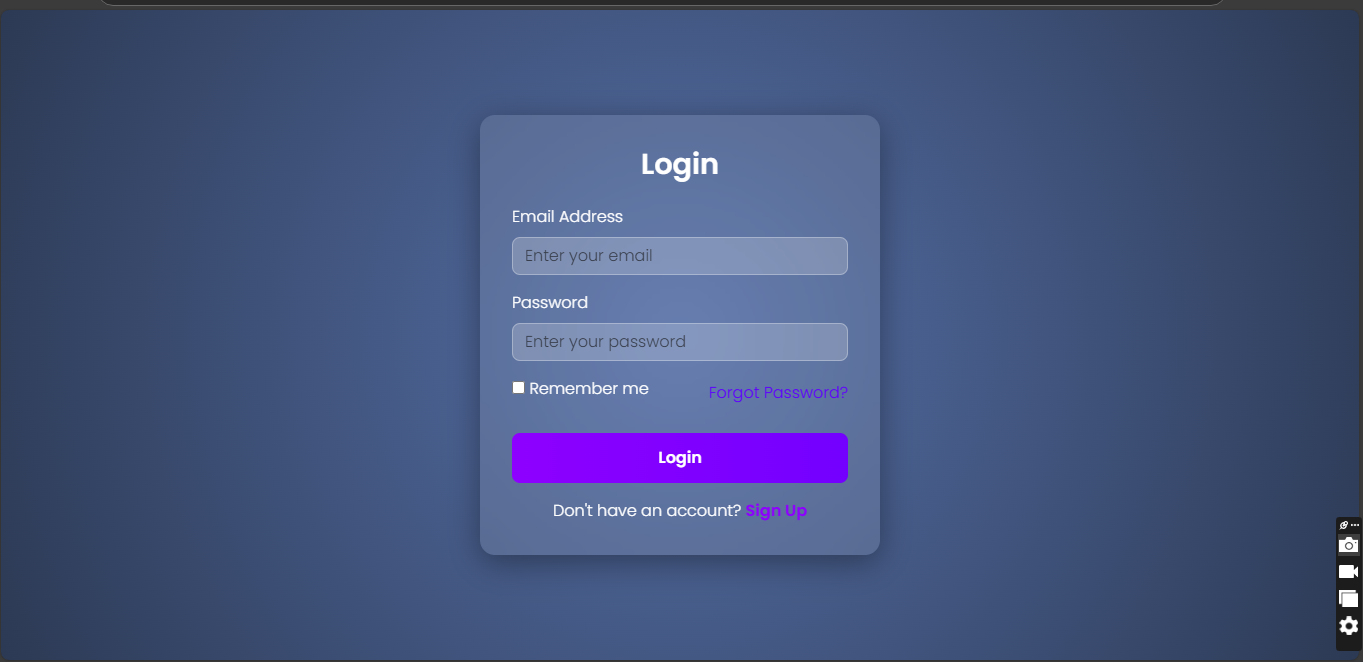 Login
Email Address
Enter your email
Password
Enter your password
Remember me Forgot Password?
Login
Don't have an account? Sign Up